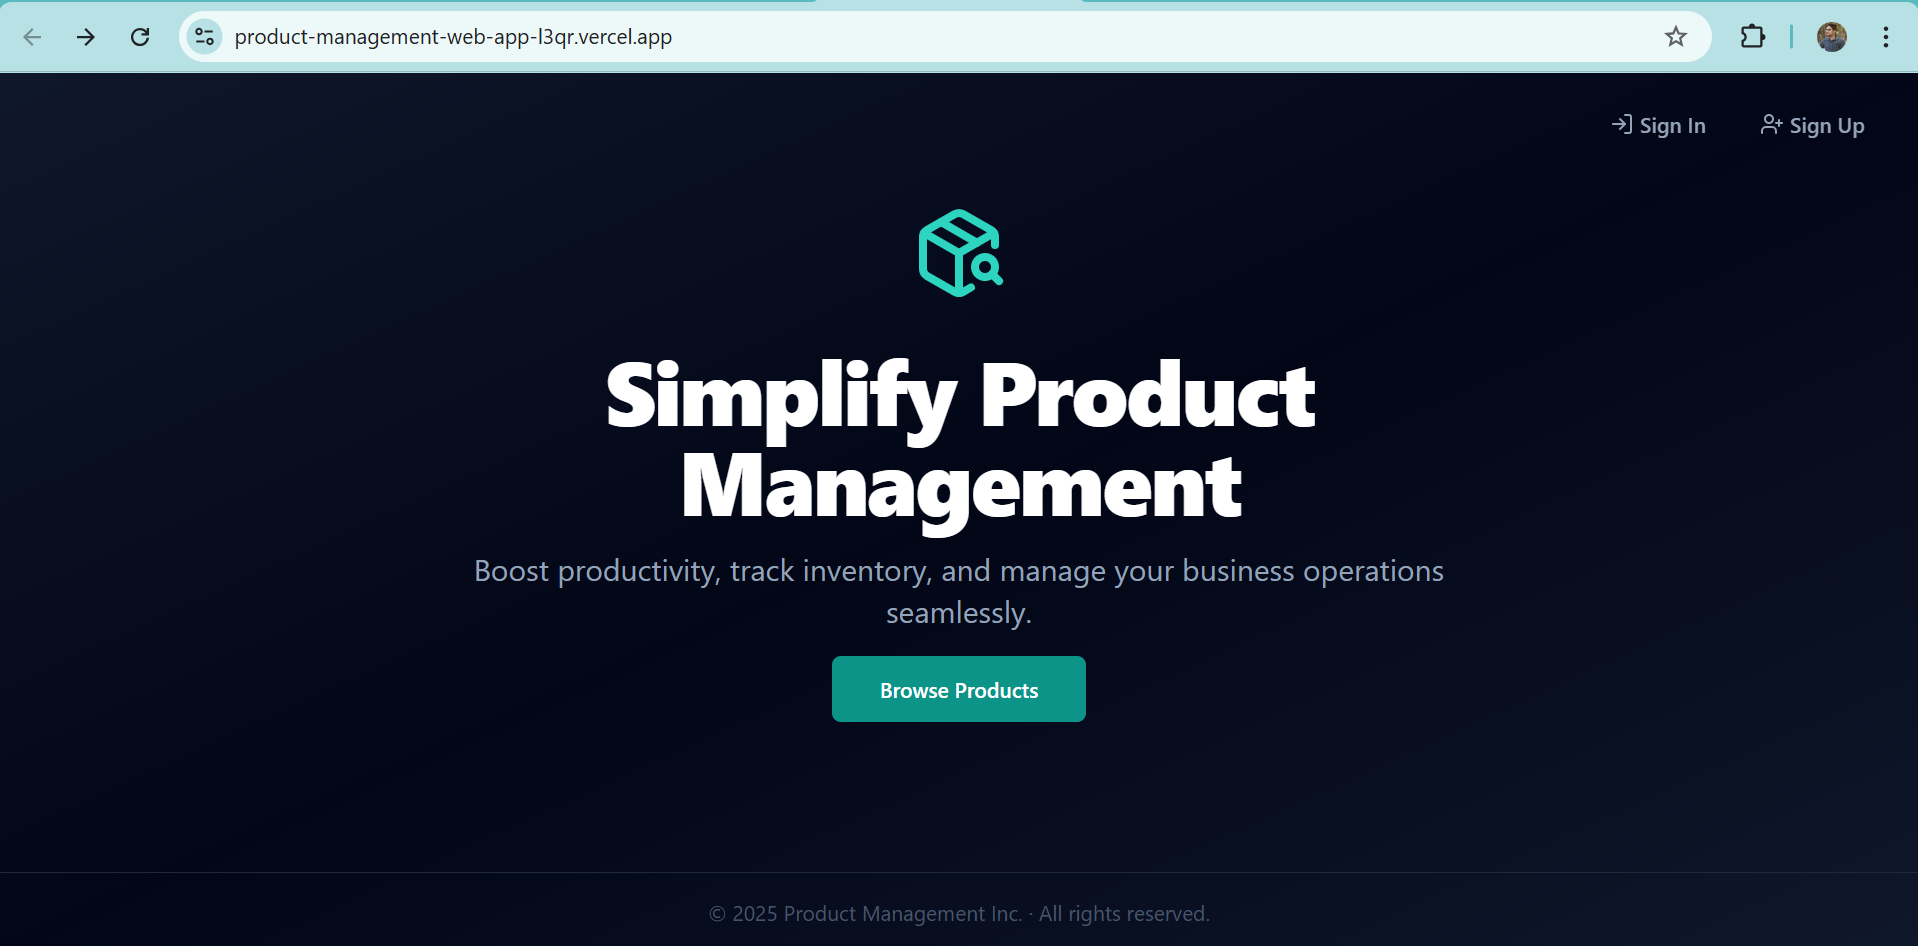 product-management-web-app-l3qr.vercel.app
Sign In
Sign Up
Simplify Product
Management
Boost productivity, track inventory, and manage your business operations
seamlessly.
Browse Products
© 2025 Product Management Inc. · All rights reserved.